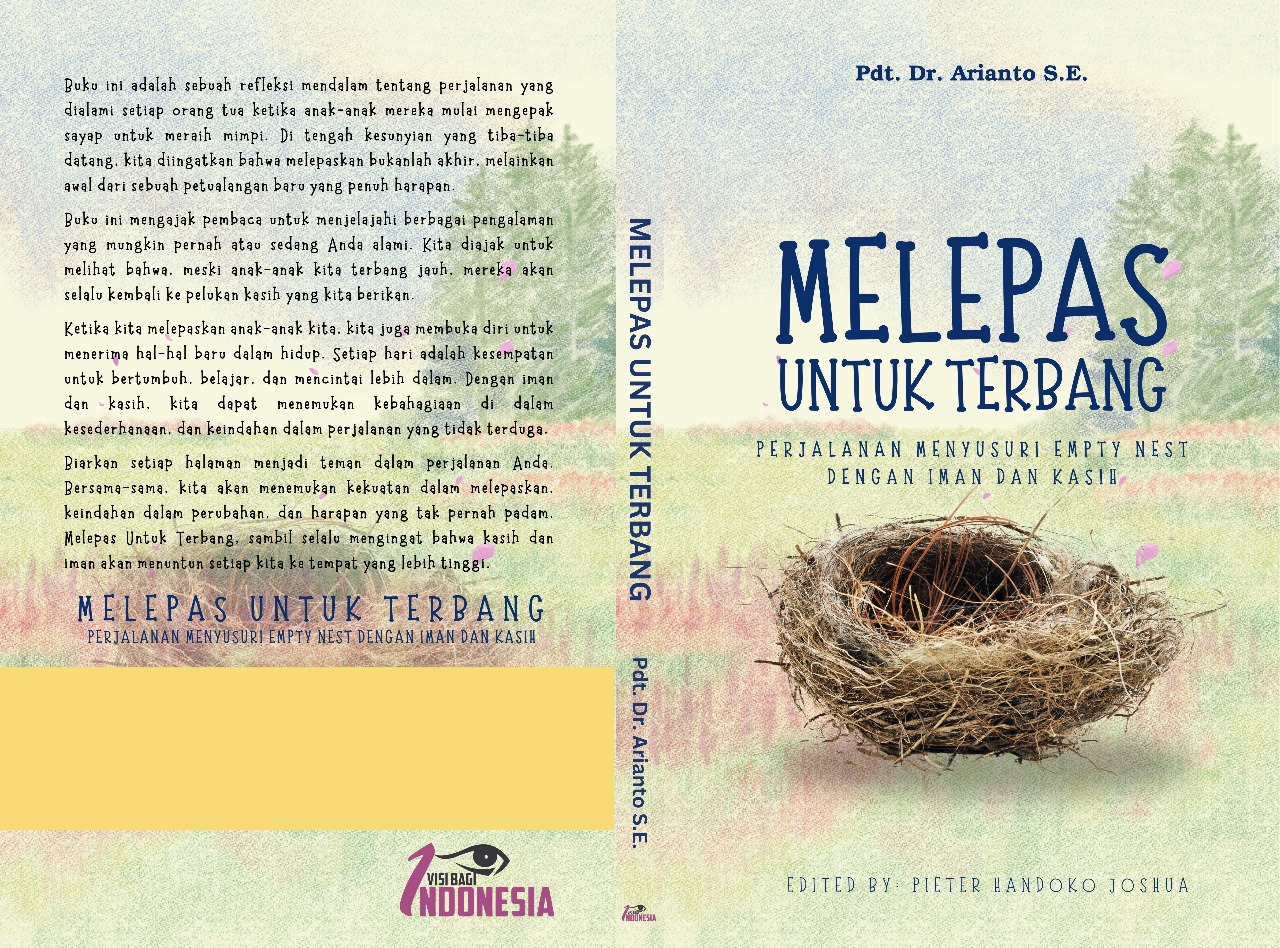 Buku ini adalah sebuah refleksi mendalam tentang perjalanan yang
dialami setiap orang tua ketika anak-anak mereka mulai mengepak
sayap untuk meraih mimpi. Di tengah kesunyian yang tiba-tiba
datang, kita diingatkan bahwa melepaskan bukanlah akhir, melainkan
awal dari sebuah petualangan baru yang penuh harapan.
Buku ini mengajak pembaca untuk menjelajahi berbagai pengalaman
yang mungkin pernah atau sedang Anda alami. Kita diajak untuk
melihat bahwa, meski anak-anak kita terbang jauh, mereka akan
selalu kembali ke pelukan kasih yang kita berikan.
Ketika kita melepaskan anak-anak kita, kita juga membuka diri untuk
menerima hal-hal baru dalam hidup. Setiap hari adalah kesempatan
untuk bertumbuh, belajar, dan mencintai lebih dalam. Dengan iman
dan kasih, kita dapat menemukan kebahagiaan di dalam
kesederhanaan, dan keindahan dalam perjalanan yang tidak terduga.
Biarkan setiap halaman menjadi teman dalam perjalanan Anda.
Bersama-sama, kita akan menemukan kekuatan dalam melepaskan,
keindahan dalam perubahan, dan harapan yang tak pernah padam.
Melepas Untuk Terbang, sambil selalu mengingat bahwa kasih dan
iman akan menuntun setiap kita ke tempat yang lebih tinggi.
MELEPAS UNTUK TERBANG
PERJALANAN MENYUSURI EMPTY NEST DENGAN IMAN DAN KASIH
1 VISI BAGI
INDONESIA
MELEPAS UNTUK TERBANG
Pdt. Dr. Arianto S.E.
1 VISI BAGI
INDONESIA
Pdt. Dr. Arianto S.E.
MELEPAS
UNTUK TERBANG
PERJALANAN MENYUSURI EMPTY NEST
DENGAN IMAN DAN KASIH
EDITED BY: PIETER HANDOKO JOSHUA